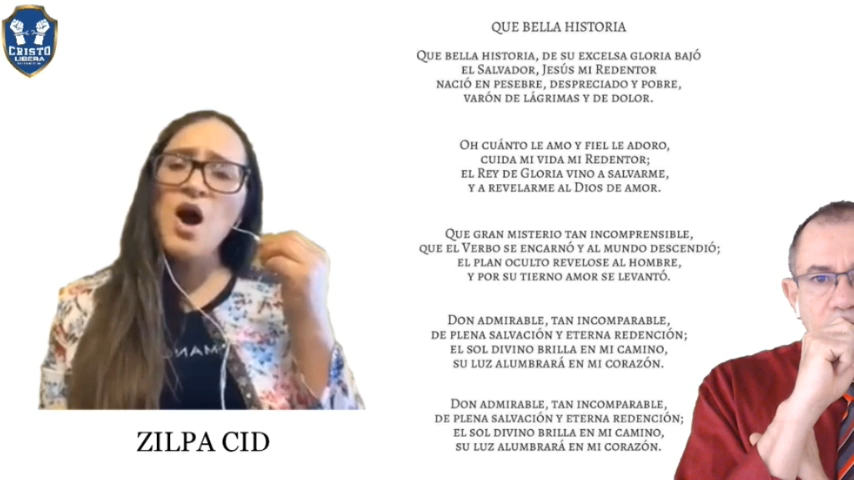 CRISTO
LIBERA
QUE BELLA HISTORIA
QUE BELLA HISTORIA, DE SU EXCELSA GLORIA BAJÓ
EL SALVADOR, JESÚS MI REDENTOR
NACIÓ EN PESEBRE, DESPRECIADO Y POBRE,
VARÓN DE LÁGRIMAS Y DE DOLOR.
OH CUÁNTO LE AMO Y FIEL LE ADORO,
CUIDA MI VIDA MI REDENTOR;
EL REY DE GLORIA VINO A SALVARME,
Y A REVELARME AL DIOS DE AMOR.
QUE GRAN MISTERIO TAN INCOMPRENSIBLE,
QUE EL VERBO SE ENCARNÓ Y AL MUNDO DESCENDIÓ;
EL PLAN OCULTO REVELOSE AL HOMBRE,
Y POR SU TIERNO AMOR SE LEVANTÓ.
DON ADMIRABLE, TAN INCOMPARABLE,
DE PLENA SALVACIÓN Y ETERNA REDENCIÓN;
EL SOL DIVINO BRILLA EN MI CAMINO,
SU LUZ ALUMBRARÁ EN MI CORAZÓN.
DON ADMIRABLE, TAN INCOMPARABLE,
DE PLENA SALVACIÓN Y ETERNA REDENCIÓN;
EL SOL DIVINO BRILLA EN MI CAMINO,
SU LUZ ALUMBRARÁ EN MI CORAZÓN.
ZILPA CID